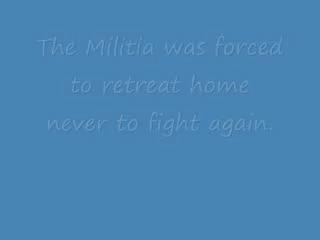 The Militia was forced
to retreat home
never to fight again.